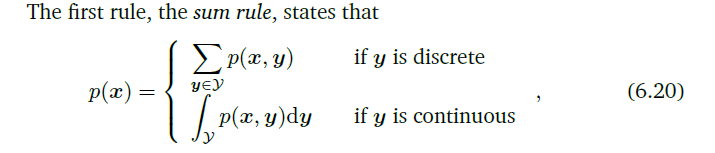 The first rule, the sum rule, states that
p(x) = { ∑_{y∈𝒴} p(x, y) if y is discrete
∫_𝒴 p(x, y)dy if y is continuous , (6.20)